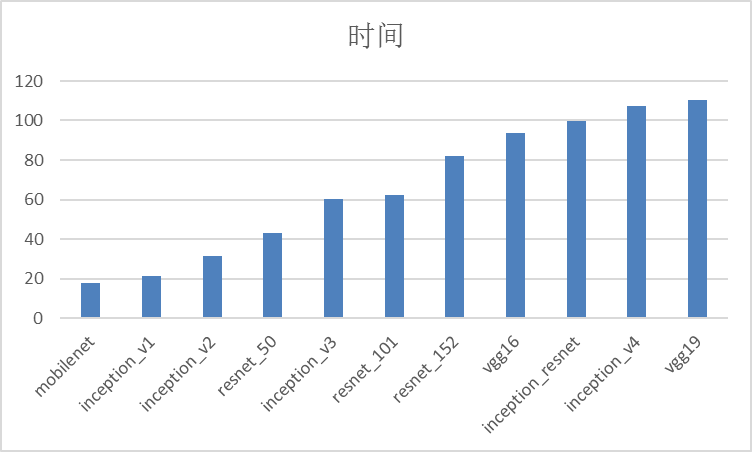 时间
120
100
80
60
40
20
0
mobilenet
inception_v1
inception_v2
resnet_50
inception_v3
resnet_101
resnet_152
vgg16
inception_resnet
inception_v4
vgg19